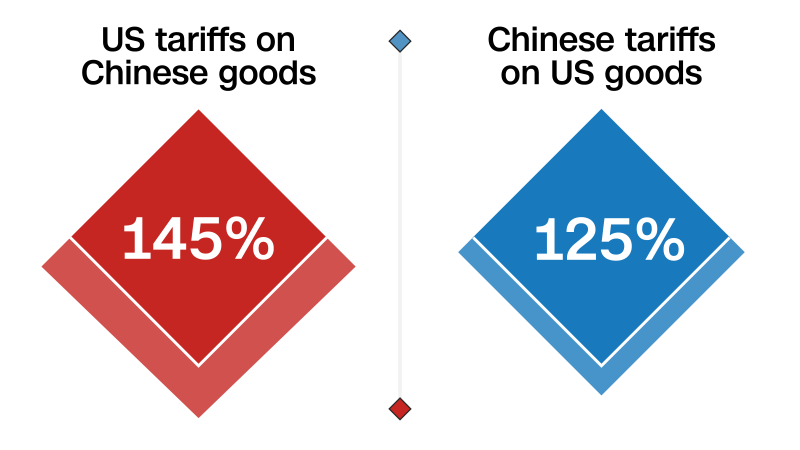 US tariffs on
Chinese goods
145%
Chinese tariffs
on US goods
125%